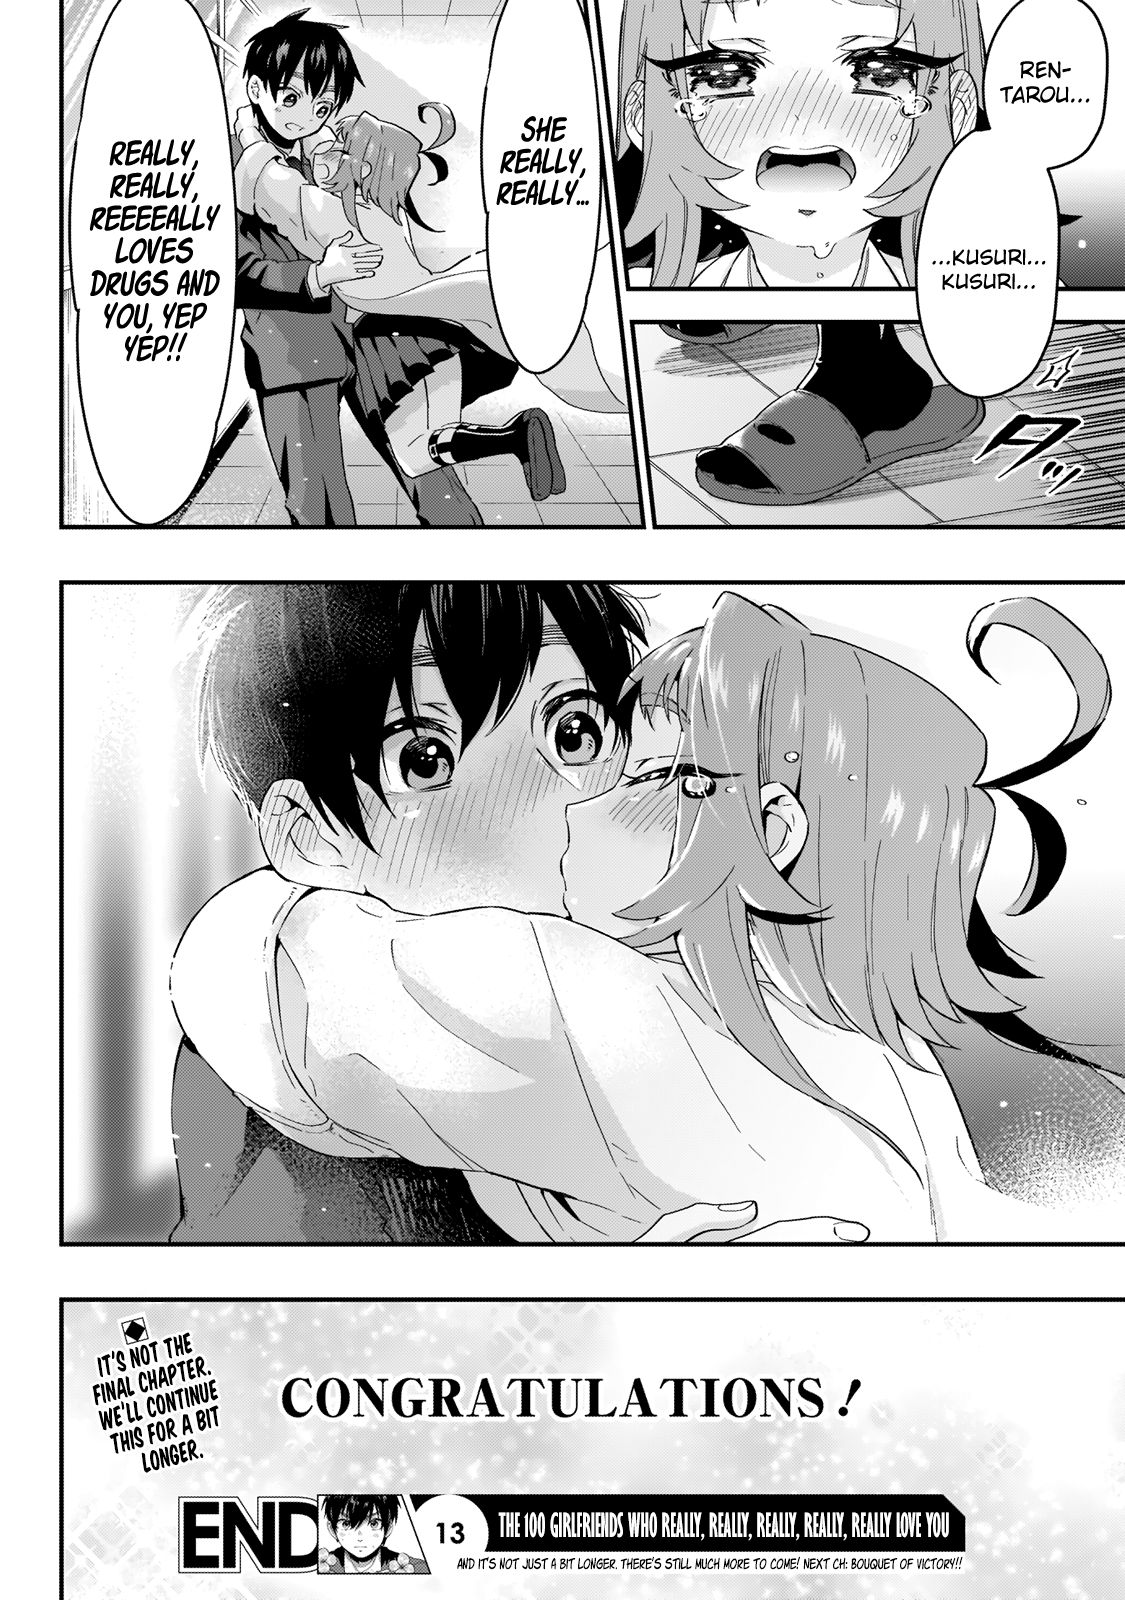 REN-
TAROU...
...KUSURI...
KUSURI...
タッ
SHE
REALLY,
REALLY...
REALLY,
REALLY,
REEEEALLY
LOVES
DRUGS AND
YOU, YEP
YEP!!
IT'S NOT THE
FINAL CHAPTER.
WE'LL CONTINUE
THIS FOR A BIT
LONGER.
CONGRATULATIONS!
END
13
THE 100 GIRLFRIENDS WHO REALLY, REALLY, REALLY, REALLY, REALLY LOVE YOU
AND IT'S NOT JUST A BIT LONGER. THERE'S STILL MUCH MORE TO COME! NEXT CH: BOUQUET OF VICTORY!!